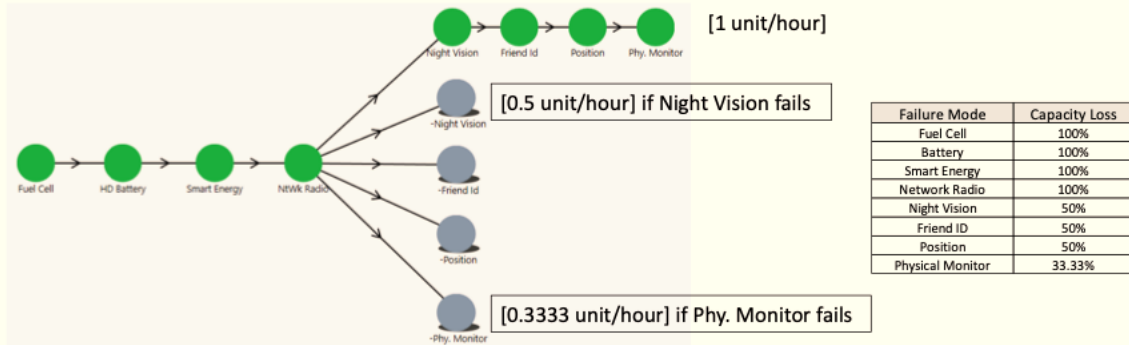 [1 unit/hour]
Night Vision
Friend Id
Position
Phy. Monitor
[0.5 unit/hour] if Night Vision fails
-Night Vision
Fuel Cell
HD Battery
Smart Energy
NtWk Radio
-Friend Id
-Position
[0.3333 unit/hour] if Phy. Monitor fails
-Phy. Monitor
Failure Mode Capacity Loss
Fuel Cell 100%
Battery 100%
Smart Energy 100%
Network Radio 100%
Night Vision 50%
Friend ID 50%
Position 50%
Physical Monitor 33.33%